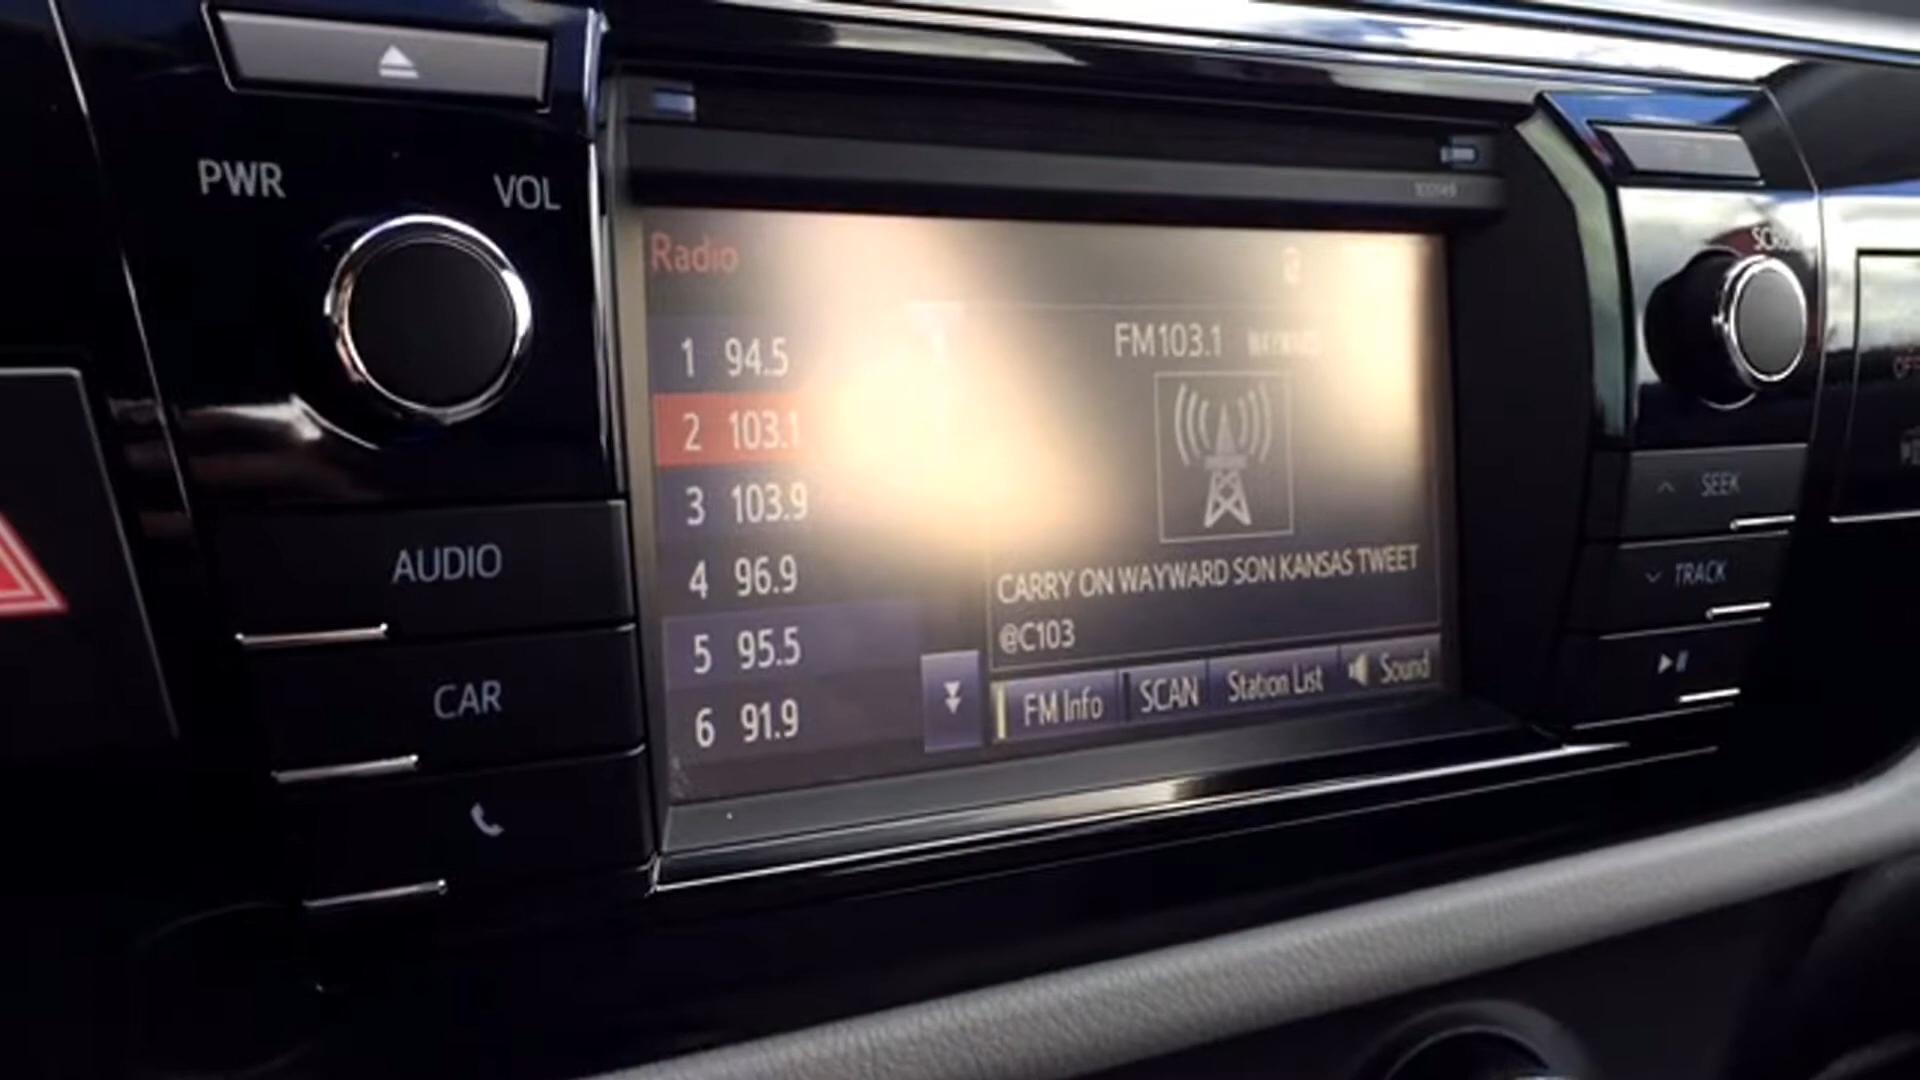 PWR
VOL
AUDIO
CAR
Radio
1 94.5
2 103.1
3 103.9
4 96.9
5 95.5
6 91.9
FM103.1 WAYWARD
CARRY ON WAYWARD SON KANSAS TWEET
@C103
FM Info
SCAN
Station List
Sound
SEEK
TRACK